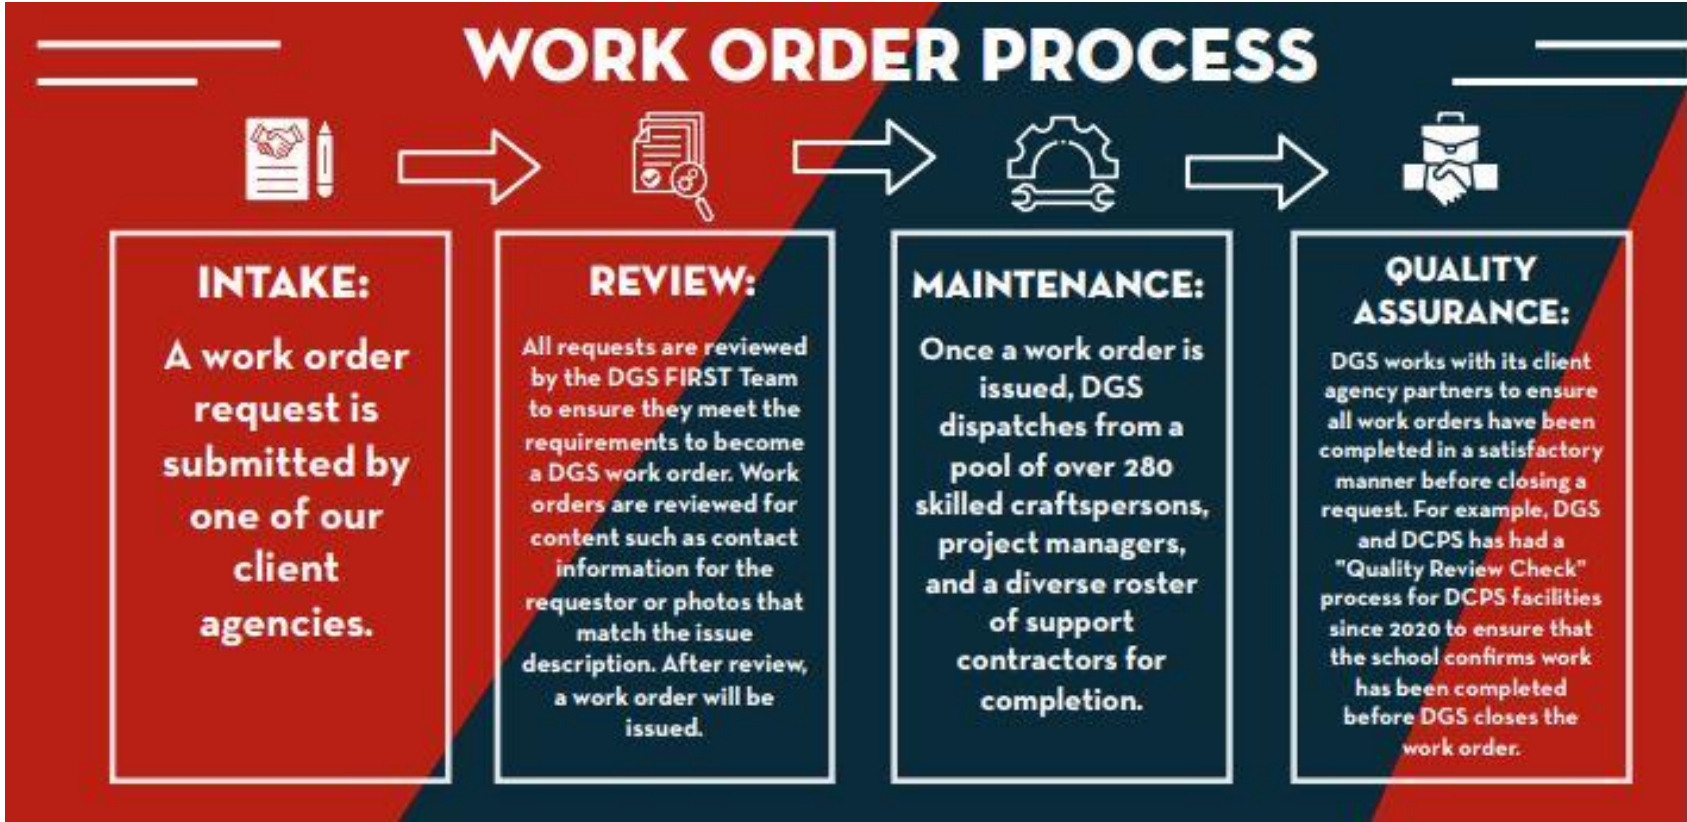 WORK ORDER PROCESS
INTAKE:
A work order
request is
submitted by
one of our
client
agencies.
REVIEW:
All requests are reviewed
by the DGS FIRST Team
to ensure they meet the
requirements to become
a DGS work order. Work
orders are reviewed for
content such as contact
information for the
requestor or photos that
match the issue
description. After review,
a work order will be
issued.
MAINTENANCE:
Once a work order is
issued, DGS
dispatches from a
pool of over 280
skilled craftspersons,
project managers,
and a diverse roster
of support
contractors for
completion.
QUALITY
ASSURANCE:
DGS works with its client
agency partners to ensure
all work orders have been
completed in a satisfactory
manner before closing a
request. For example, DGS
and DCPS has had a
"Quality Review Check"
process for DCPS facilities
since 2020 to ensure that
the school confirms work
has been completed
before DGS closes the
work order.